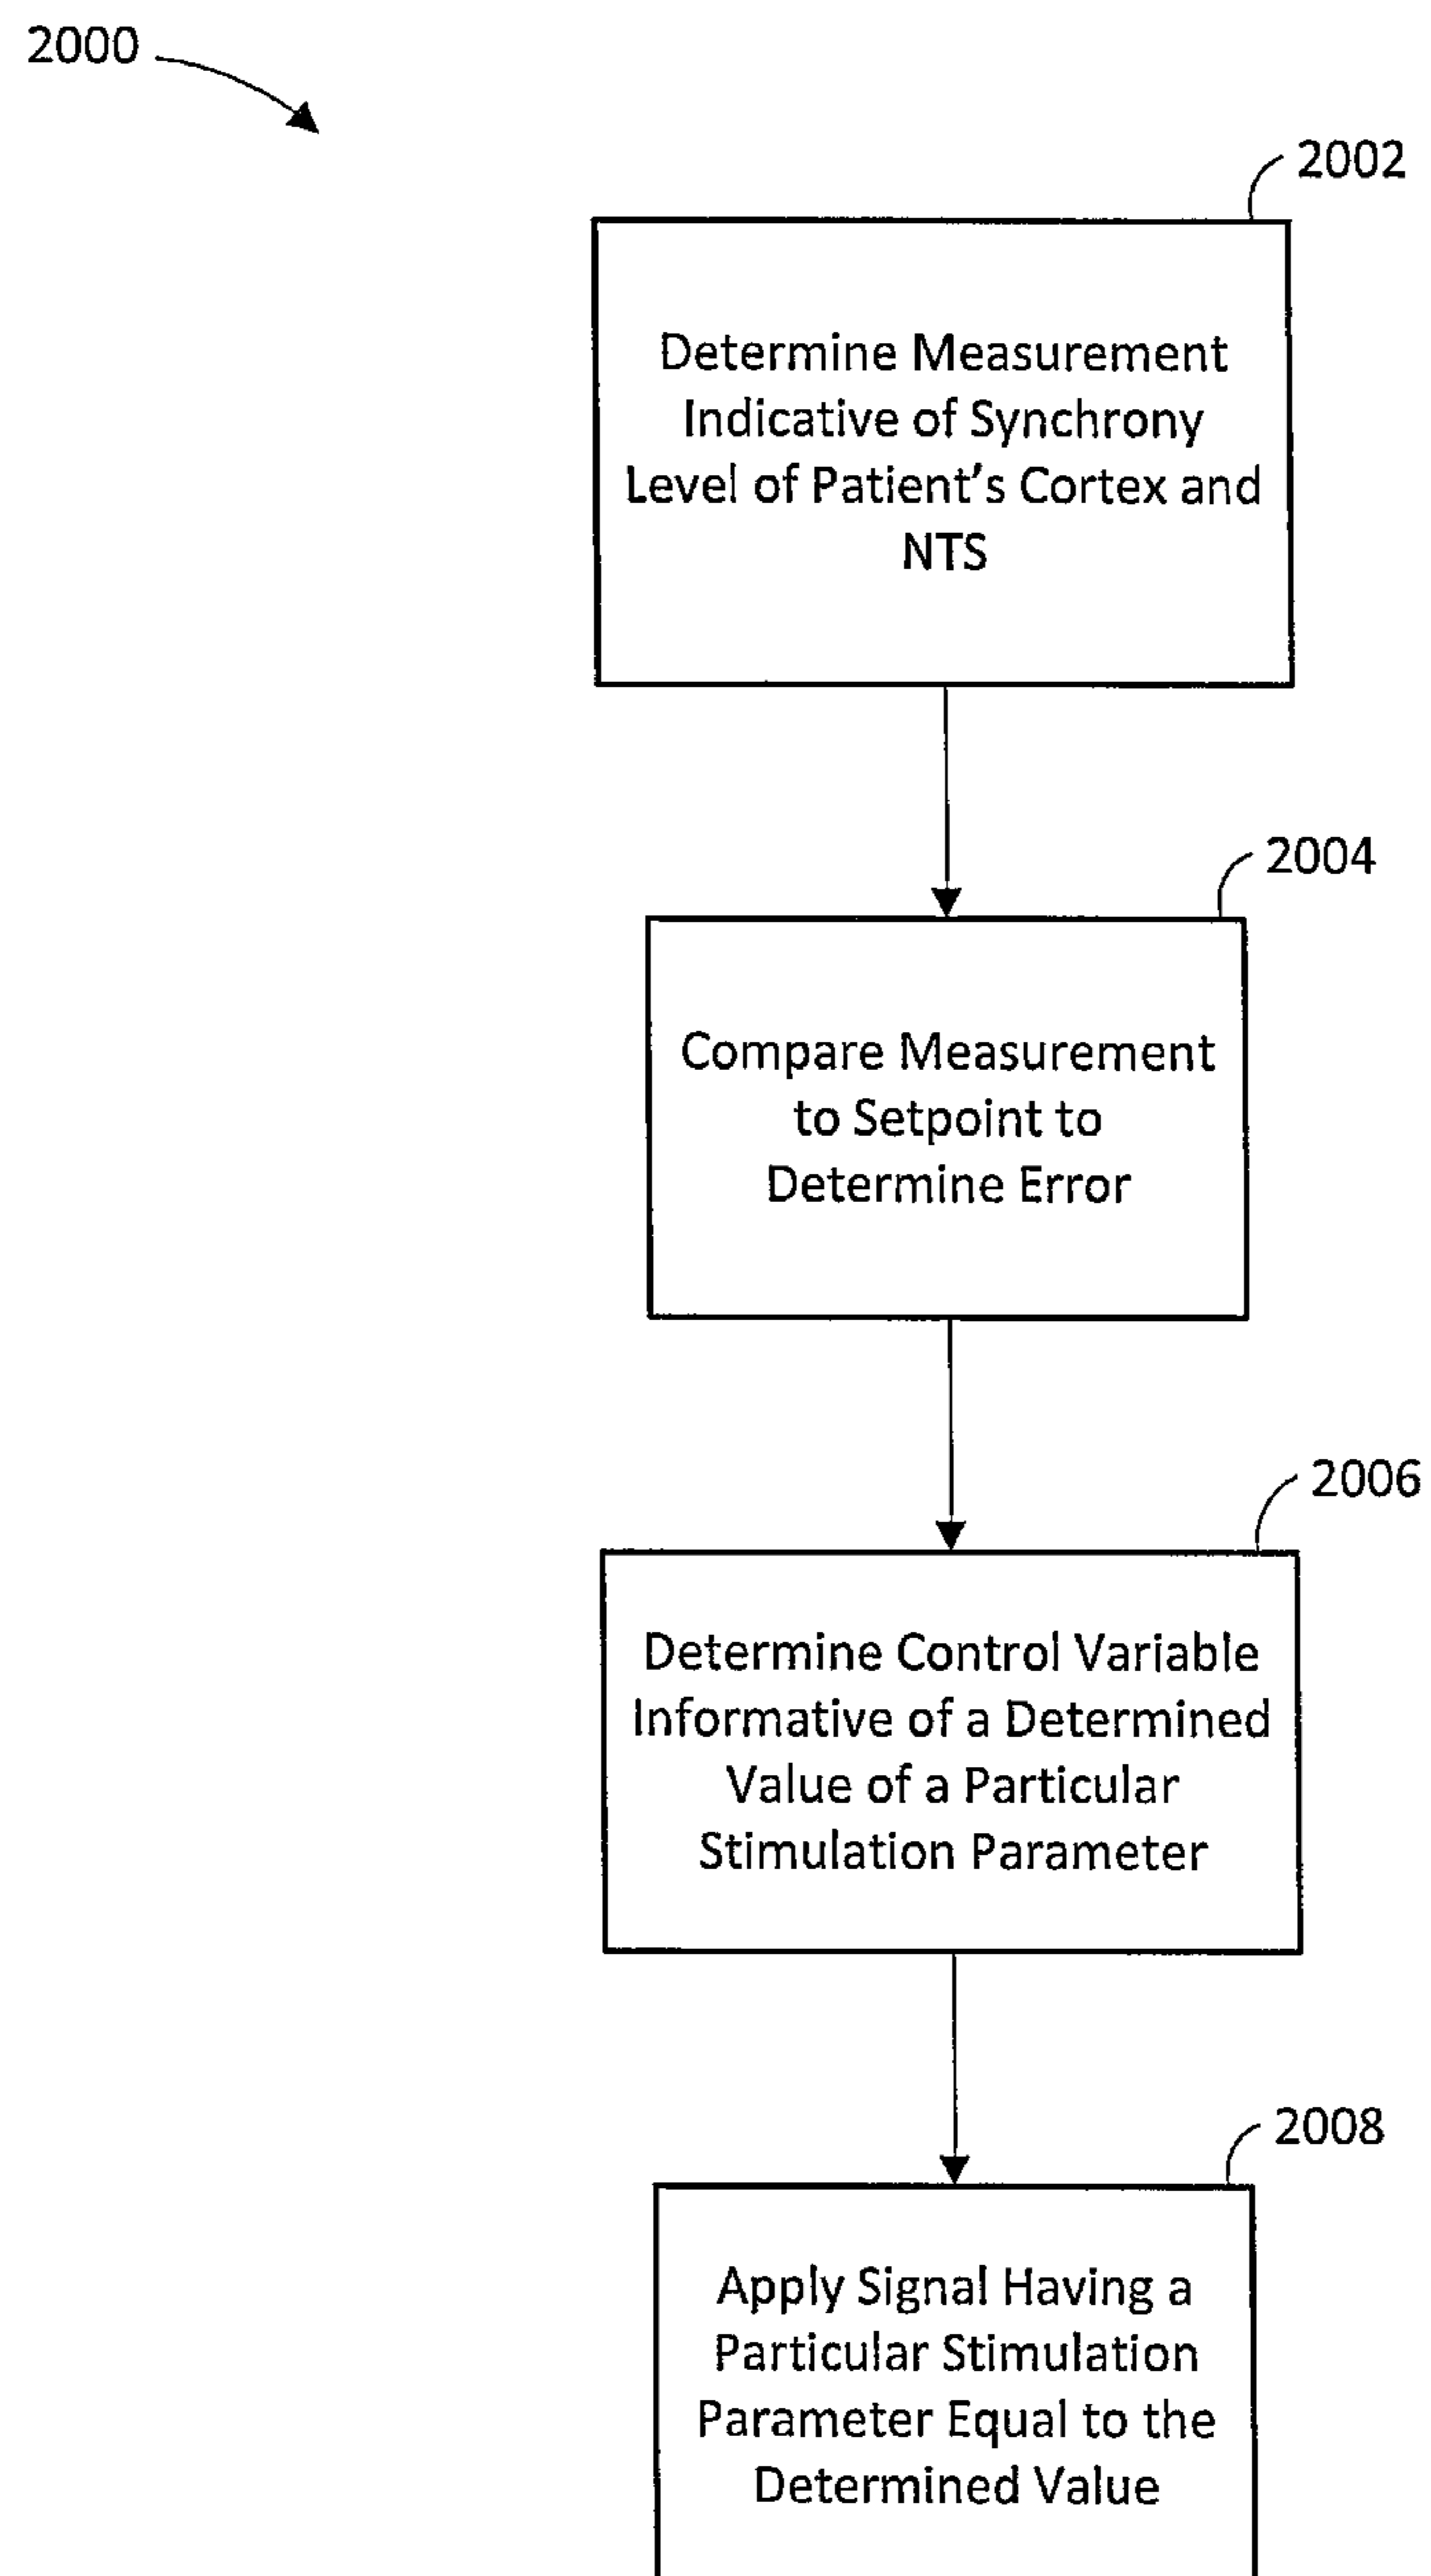 2000
2002
Determine Measurement
Indicative of Synchrony
Level of Patient's Cortex and
NTS
2004
Compare Measurement
to Setpoint to
Determine Error
2006
Determine Control Variable
Informative of a Determined
Value of a Particular
Stimulation Parameter
2008
Apply Signal Having a
Particular Stimulation
Parameter Equal to the
Determined Value